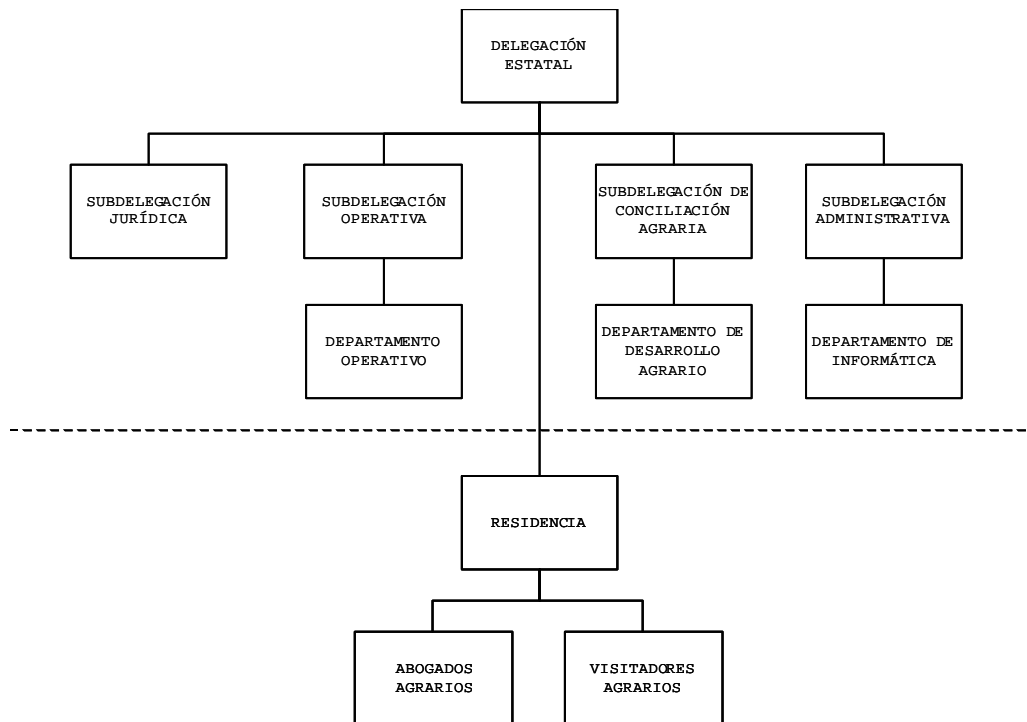 DELEGACIÓN
ESTATAL
SUBDELEGACIÓN
JURÍDICA
SUBDELEGACIÓN
OPERATIVA
SUBDELEGACIÓN DE
CONCILIACIÓN
AGRARIA
SUBDELEGACIÓN
ADMINISTRATIVA
DEPARTAMENTO
OPERATIVO
DEPARTAMENTO DE
DESARROLLO
AGRARIO
DEPARTAMENTO DE
INFORMÁTICA
RESIDENCIA
ABOGADOS
AGRARIOS
VISITADORES
AGRARIOS